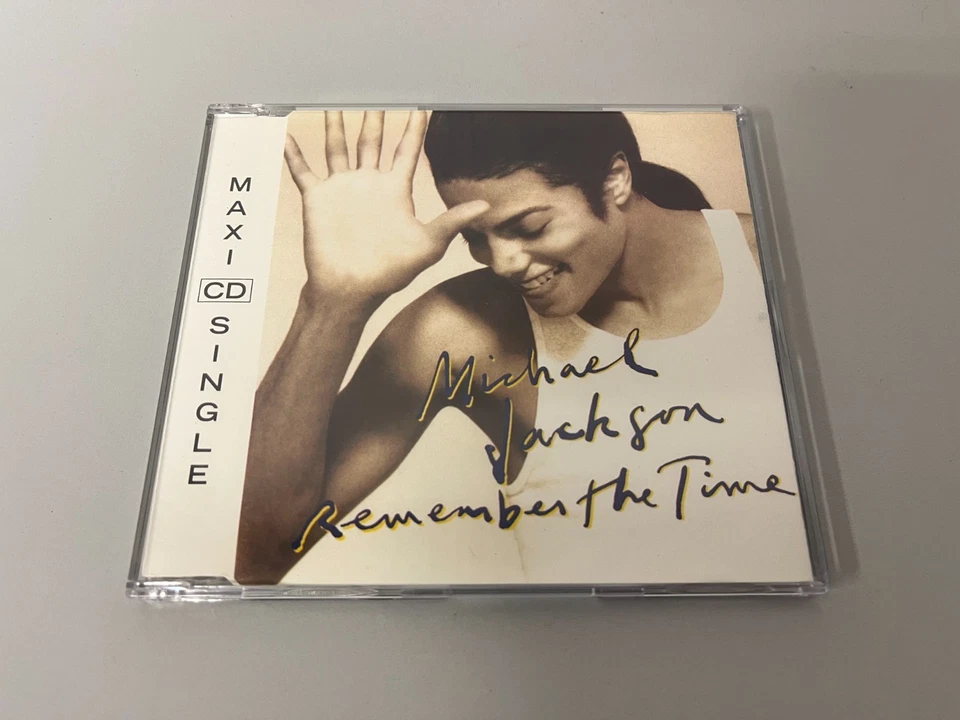 MAXI CD SINGLE
Michael
Jackson
Remember the Time